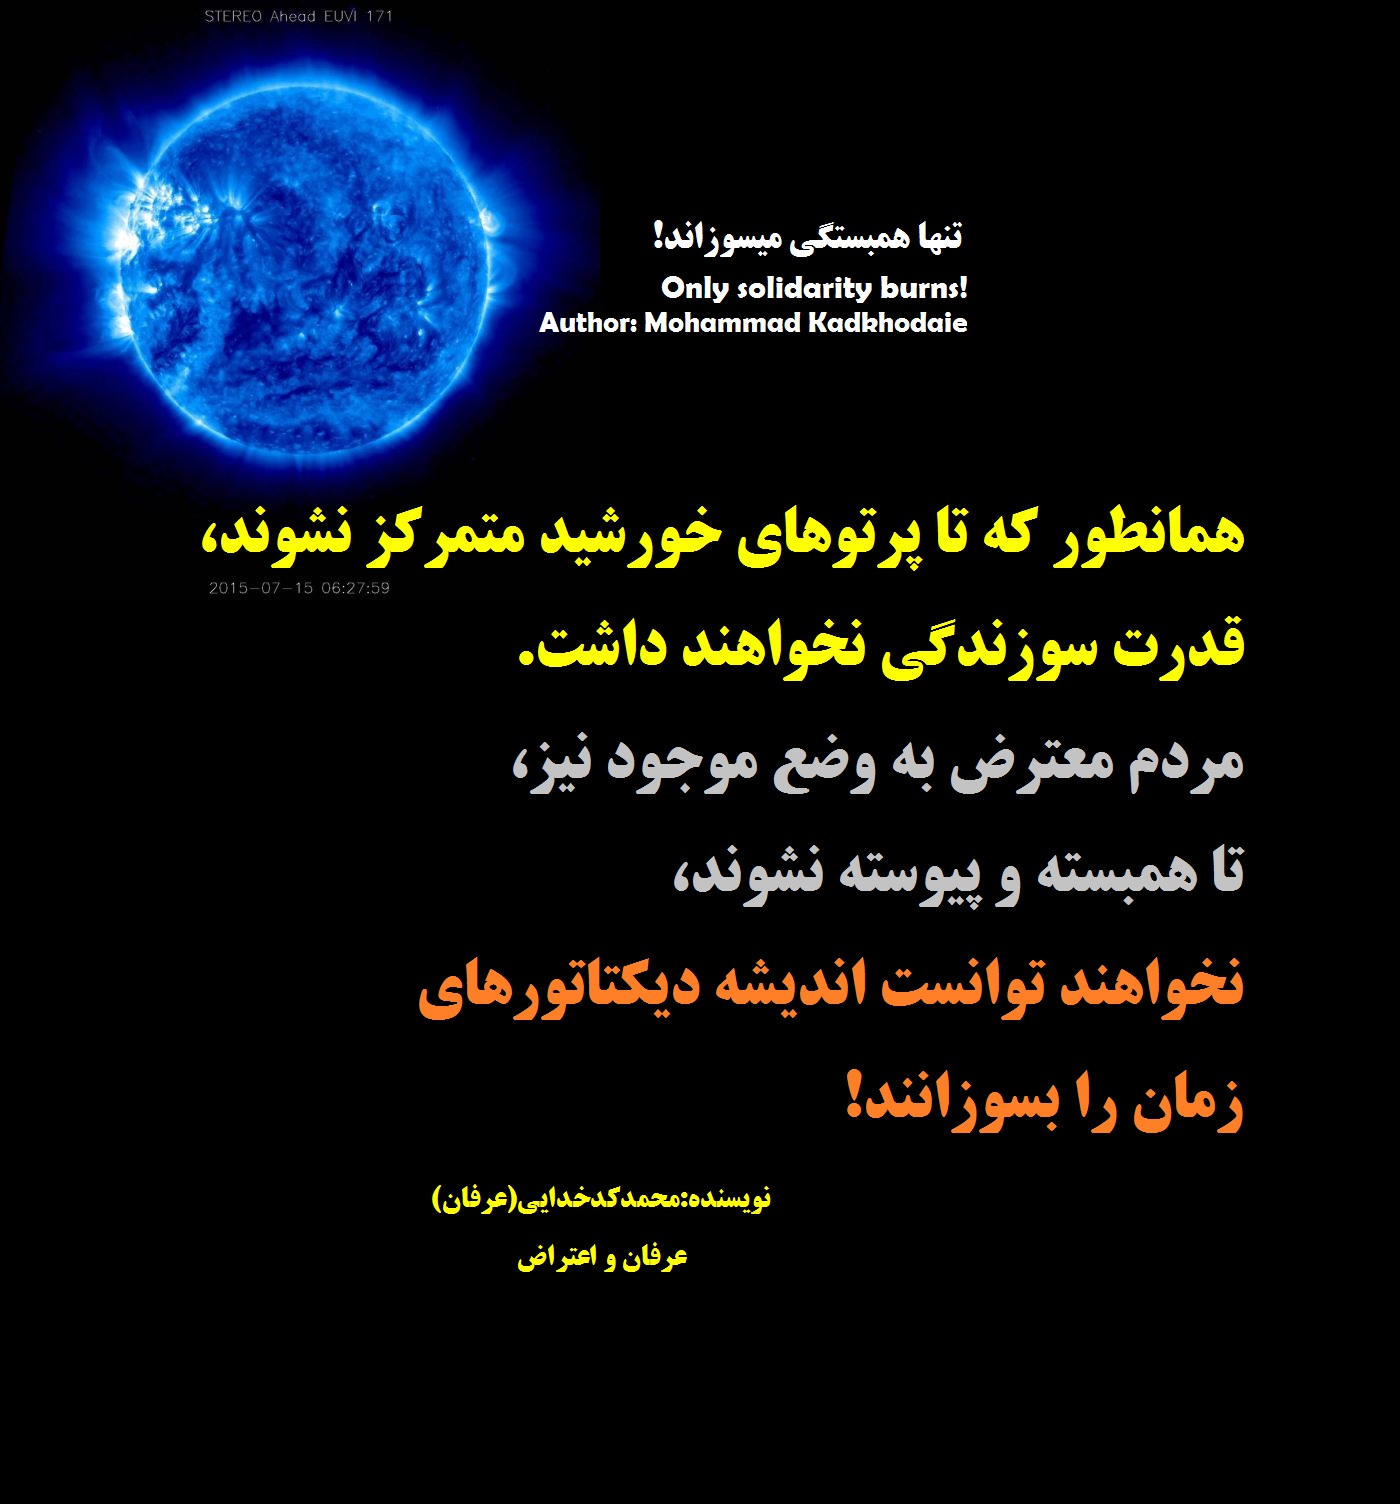 STEREO Ahead EUVI 171
تنها همبستگی میسوزاند!
Only solidarity burns!
Author: Mohammad Kadkhodaie
همانطور که تا پرتوهای خورشید متمرکز نشوند،
2015-07-15 06:27:59
قدرت سوزندگی نخواهند داشت.
مردم معترض به وضع موجود نیز،
تا همبسته و پیوسته نشوند،
نخواهند توانست اندیشه دیکتاتورهای
زمان را بسوزانند!
نویسنده:محمدکدخدایی(عرفان)
عرفان و اعتراض